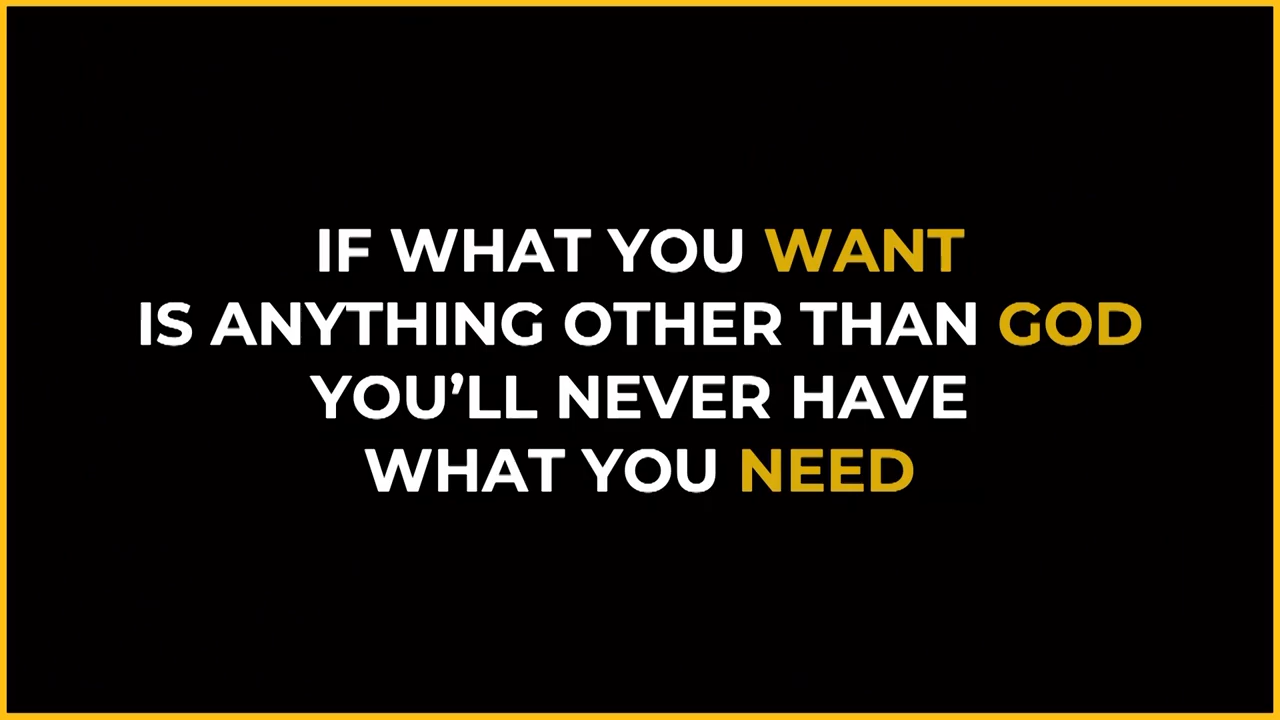 IF WHAT YOU WANT
IS ANYTHING OTHER THAN GOD
YOU’LL NEVER HAVE
WHAT YOU NEED